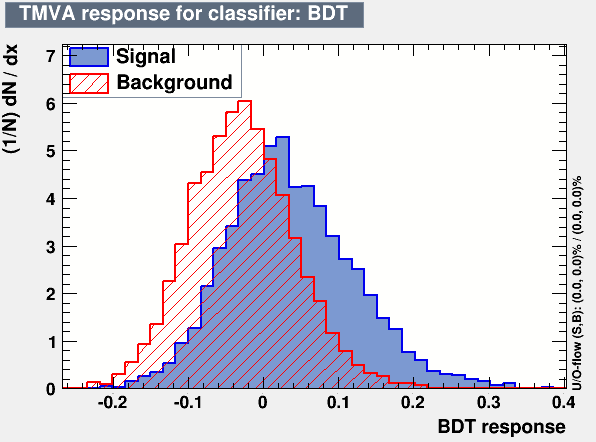 TMVA response for classifier: BDT
Signal
Background
(1/N) dN / dx
7
6
5
4
3
2
1
0
-0.2 -0.1 0 0.1 0.2 0.3 0.4
BDT response
U/O-flow (S,B): (0.0, 0.0)% / (0.0, 0.0)%